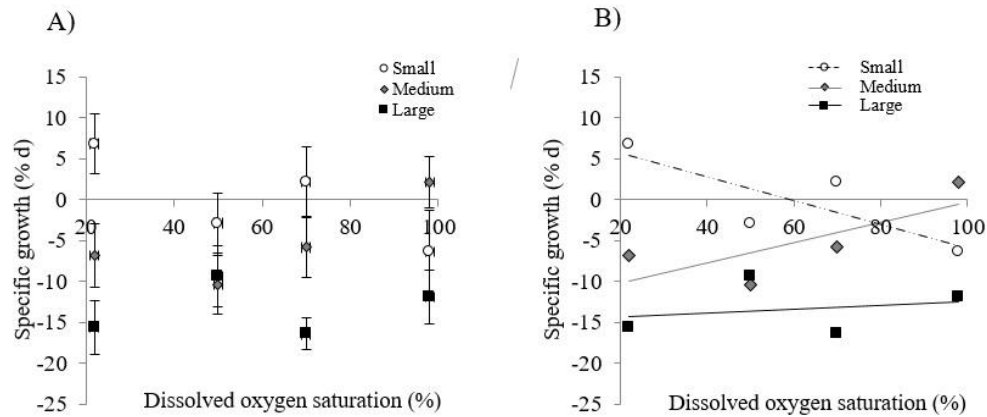 A)
Small
Medium
Large
15
10
5
0
-5
-10
-15
-20
-25
20
40
60
80
100
Specific growth (% d)
Dissolved oxygen saturation (%)
B)
Small
Medium
Large
15
10
5
0
-5
-10
-15
-20
-25
20
40
60
80
100
Specific growth (% d)
Dissolved oxygen saturation (%)